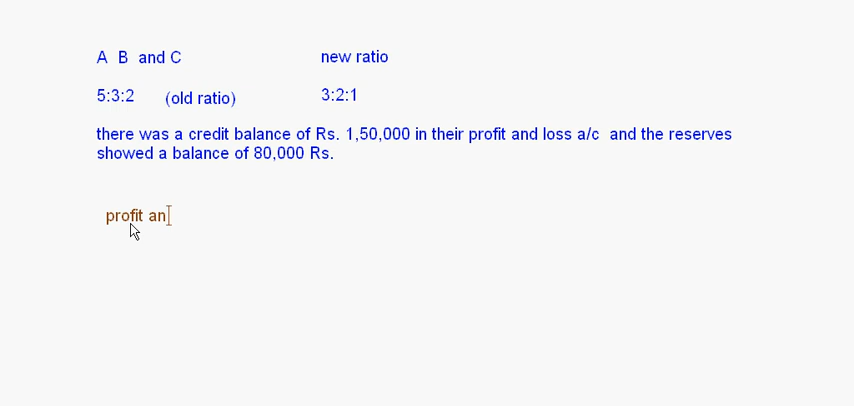 A B and C new ratio
5:3:2 (old ratio) 3:2:1
there was a credit balance of Rs. 1,50,000 in their profit and loss a/c and the reserves
showed a balance of 80,000 Rs.
profit an